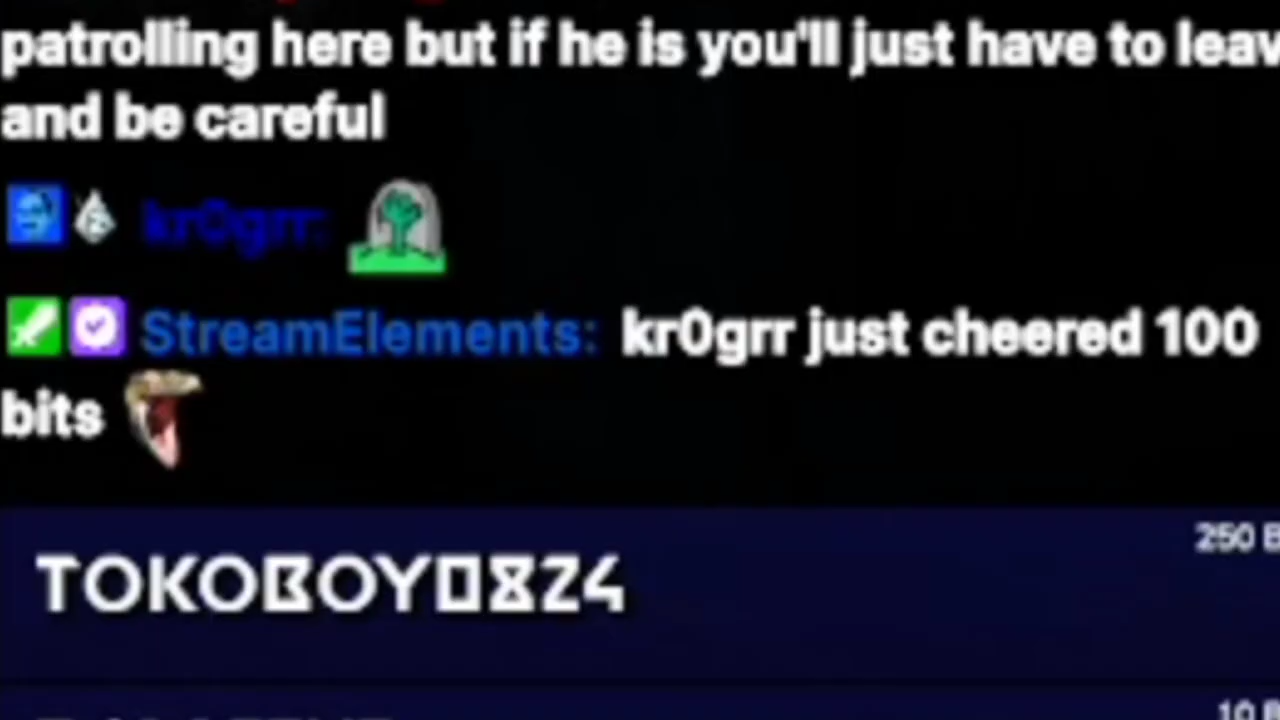 patrolling here but if he is you'll just have to leav
and be careful
kr0grr:
StreamElements: kr0grr just cheered 100
bits
250 B
TOKOBOY0824
10 B